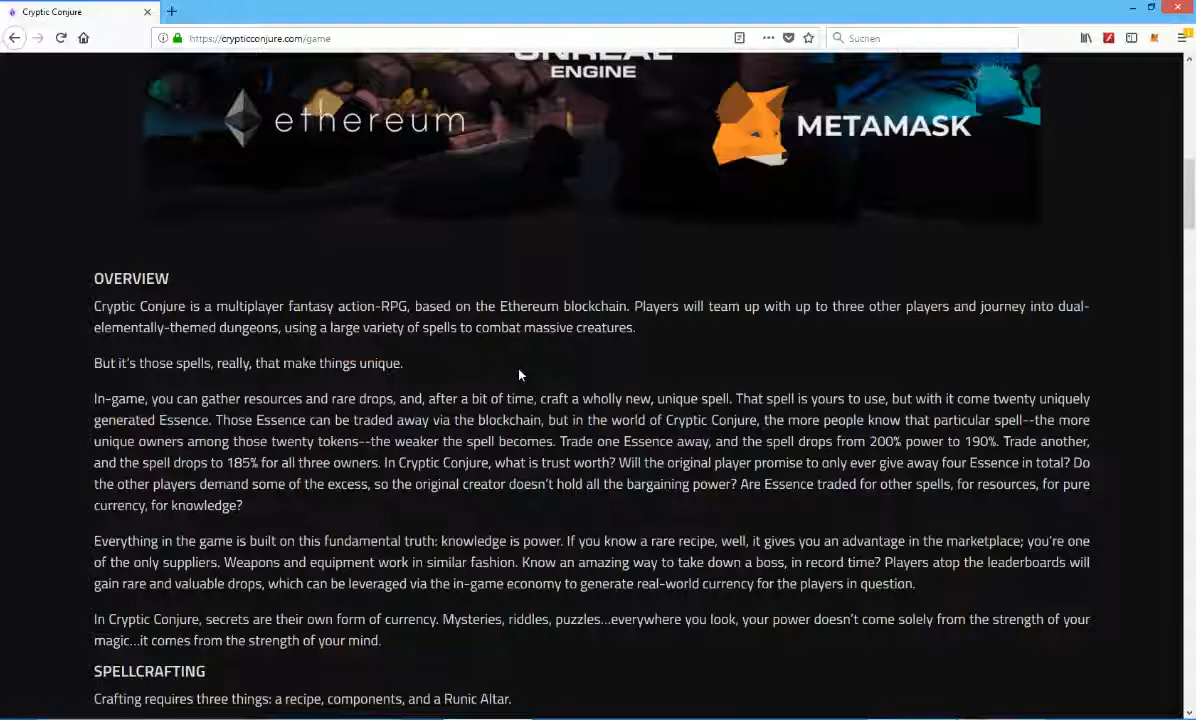 Cryptic Conjure
https://crypticconjure.com/game
Suchen
UNREAL
ENGINE
ethereum
METAMASK
OVERVIEW
Cryptic Conjure is a multiplayer fantasy action-RPG, based on the Ethereum blockchain. Players will team up with up to three other players and journey into dual-
elementally-themed dungeons, using a large variety of spells to combat massive creatures.
But it's those spells, really, that make things unique.
In-game, you can gather resources and rare drops, and, after a bit of time, craft a wholly new, unique spell. That spell is yours to use, but with it come twenty uniquely
generated Essence. Those Essence can be traded away via the blockchain, but in the world of Cryptic Conjure, the more people know that particular spell--the more
unique owners among those twenty tokens--the weaker the spell becomes. Trade one Essence away, and the spell drops from 200% power to 190%. Trade another,
and the spell drops to 185% for all three owners. In Cryptic Conjure, what is trust worth? Will the original player promise to only ever give away four Essence in total? Do
the other players demand some of the excess, so the original creator doesn't hold all the bargaining power? Are Essence traded for other spells, for resources, for pure
currency, for knowledge?
Everything in the game is built on this fundamental truth: knowledge is power. If you know a rare recipe, well, it gives you an advantage in the marketplace; you're one
of the only suppliers. Weapons and equipment work in similar fashion. Know an amazing way to take down a boss, in record time? Players atop the leaderboards will
gain rare and valuable drops, which can be leveraged via the in-game economy to generate real-world currency for the players in question.
In Cryptic Conjure, secrets are their own form of currency. Mysteries, riddles, puzzles...everywhere you look, your power doesn't come solely from the strength of your
magic...it comes from the strength of your mind.
SPELLCRAFTING
Crafting requires three things: a recipe, components, and a Runic Altar.